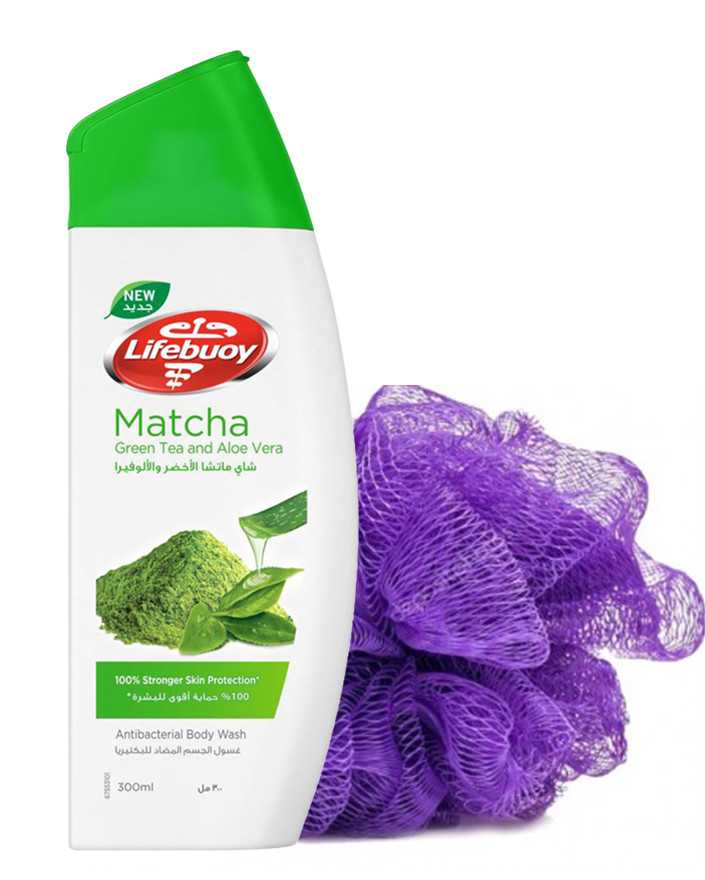 NEW
جديد
Lifebuoy
Matcha
Green Tea and Aloe Vera
شاي ماتشا الأخضر والألوفيرا
100% Stronger Skin Protection*
%100 حماية أقوى للبشرة*
Antibacterial Body Wash
غسول الجسم المضاد للبكتيريا
300ml
٣٠٠ مل